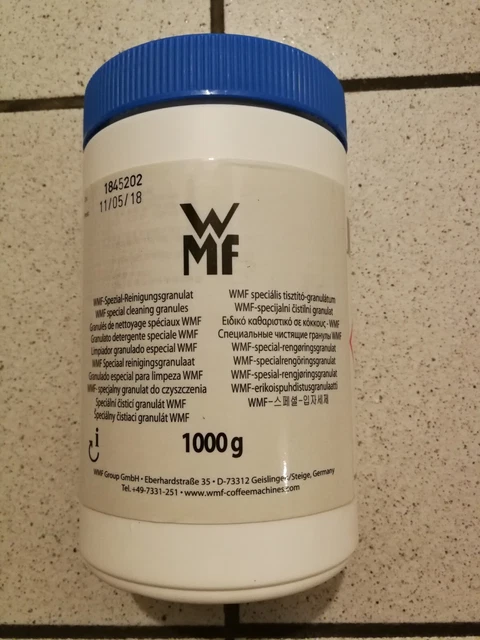 1845202
11/05/18
WMF
WMF-Spezial-Reinigungsgranulat
WMF special cleaning granules
Granulés de nettoyage spéciaux WMF
Granulato detergente speciale WMF
Limpiador granulado especial WMF
WMF Speciaal reinigingsgranulaat
Granulado especial para limpeza WMF
WMF-specjalny granulat do czyszczenia
Speciální čisticí granulát WMF
Špeciálny čistiaci granulát WMF
WMF speciális tisztító-granulátum
WMF-specijalni čistilni granulat
Ειδικό καθαριστικό σε κόκκους - WMF
Специальные чистящие гранулы WMF
WMF-special-rengøringsgranulat
WMF-specialrengöringsgranulat
WMF-spesial-rengjøringsgranulat
WMF-erikoispuhdistusgranulaatti
WMF-스페셜-입자세제
i
1000 g
WMF Group GmbH • Eberhardstraße 35 • D-73312 Geislingen/Steige, Germany
Tel. +49-7331-251 • www.wmf-coffeemachines.com